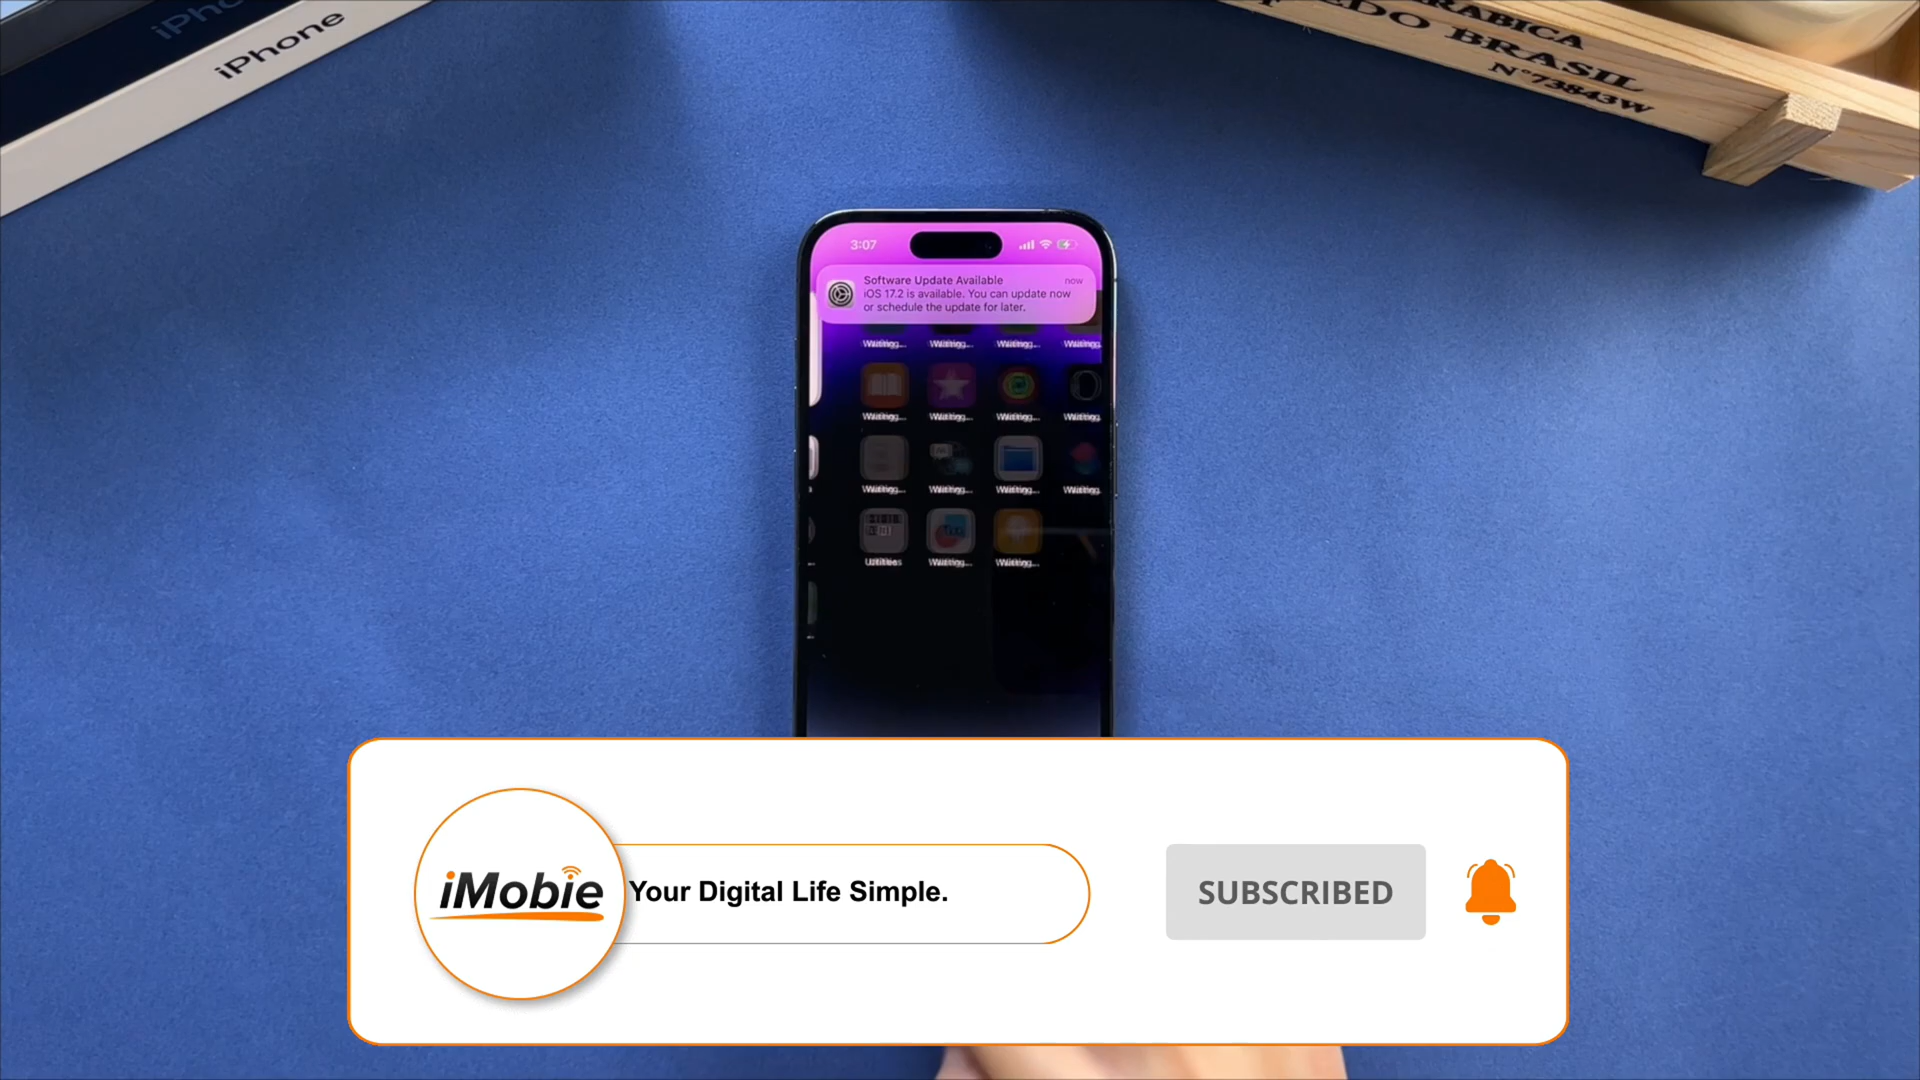 iPho
iPhone
ARABICA
EDO BRASIL
N°73843W
3:07
Software Update Available
now
iOS 17.2 is available. You can update now
or schedule the update for later.
Waiting... Waiting... Waiting... Waiting
Waiting... Waiting... Waiting... Waiting
Waiting... Waiting... Waiting... Waiting
Utilities Waiting... Waiting...
iMobie
Your Digital Life Simple.
SUBSCRIBED